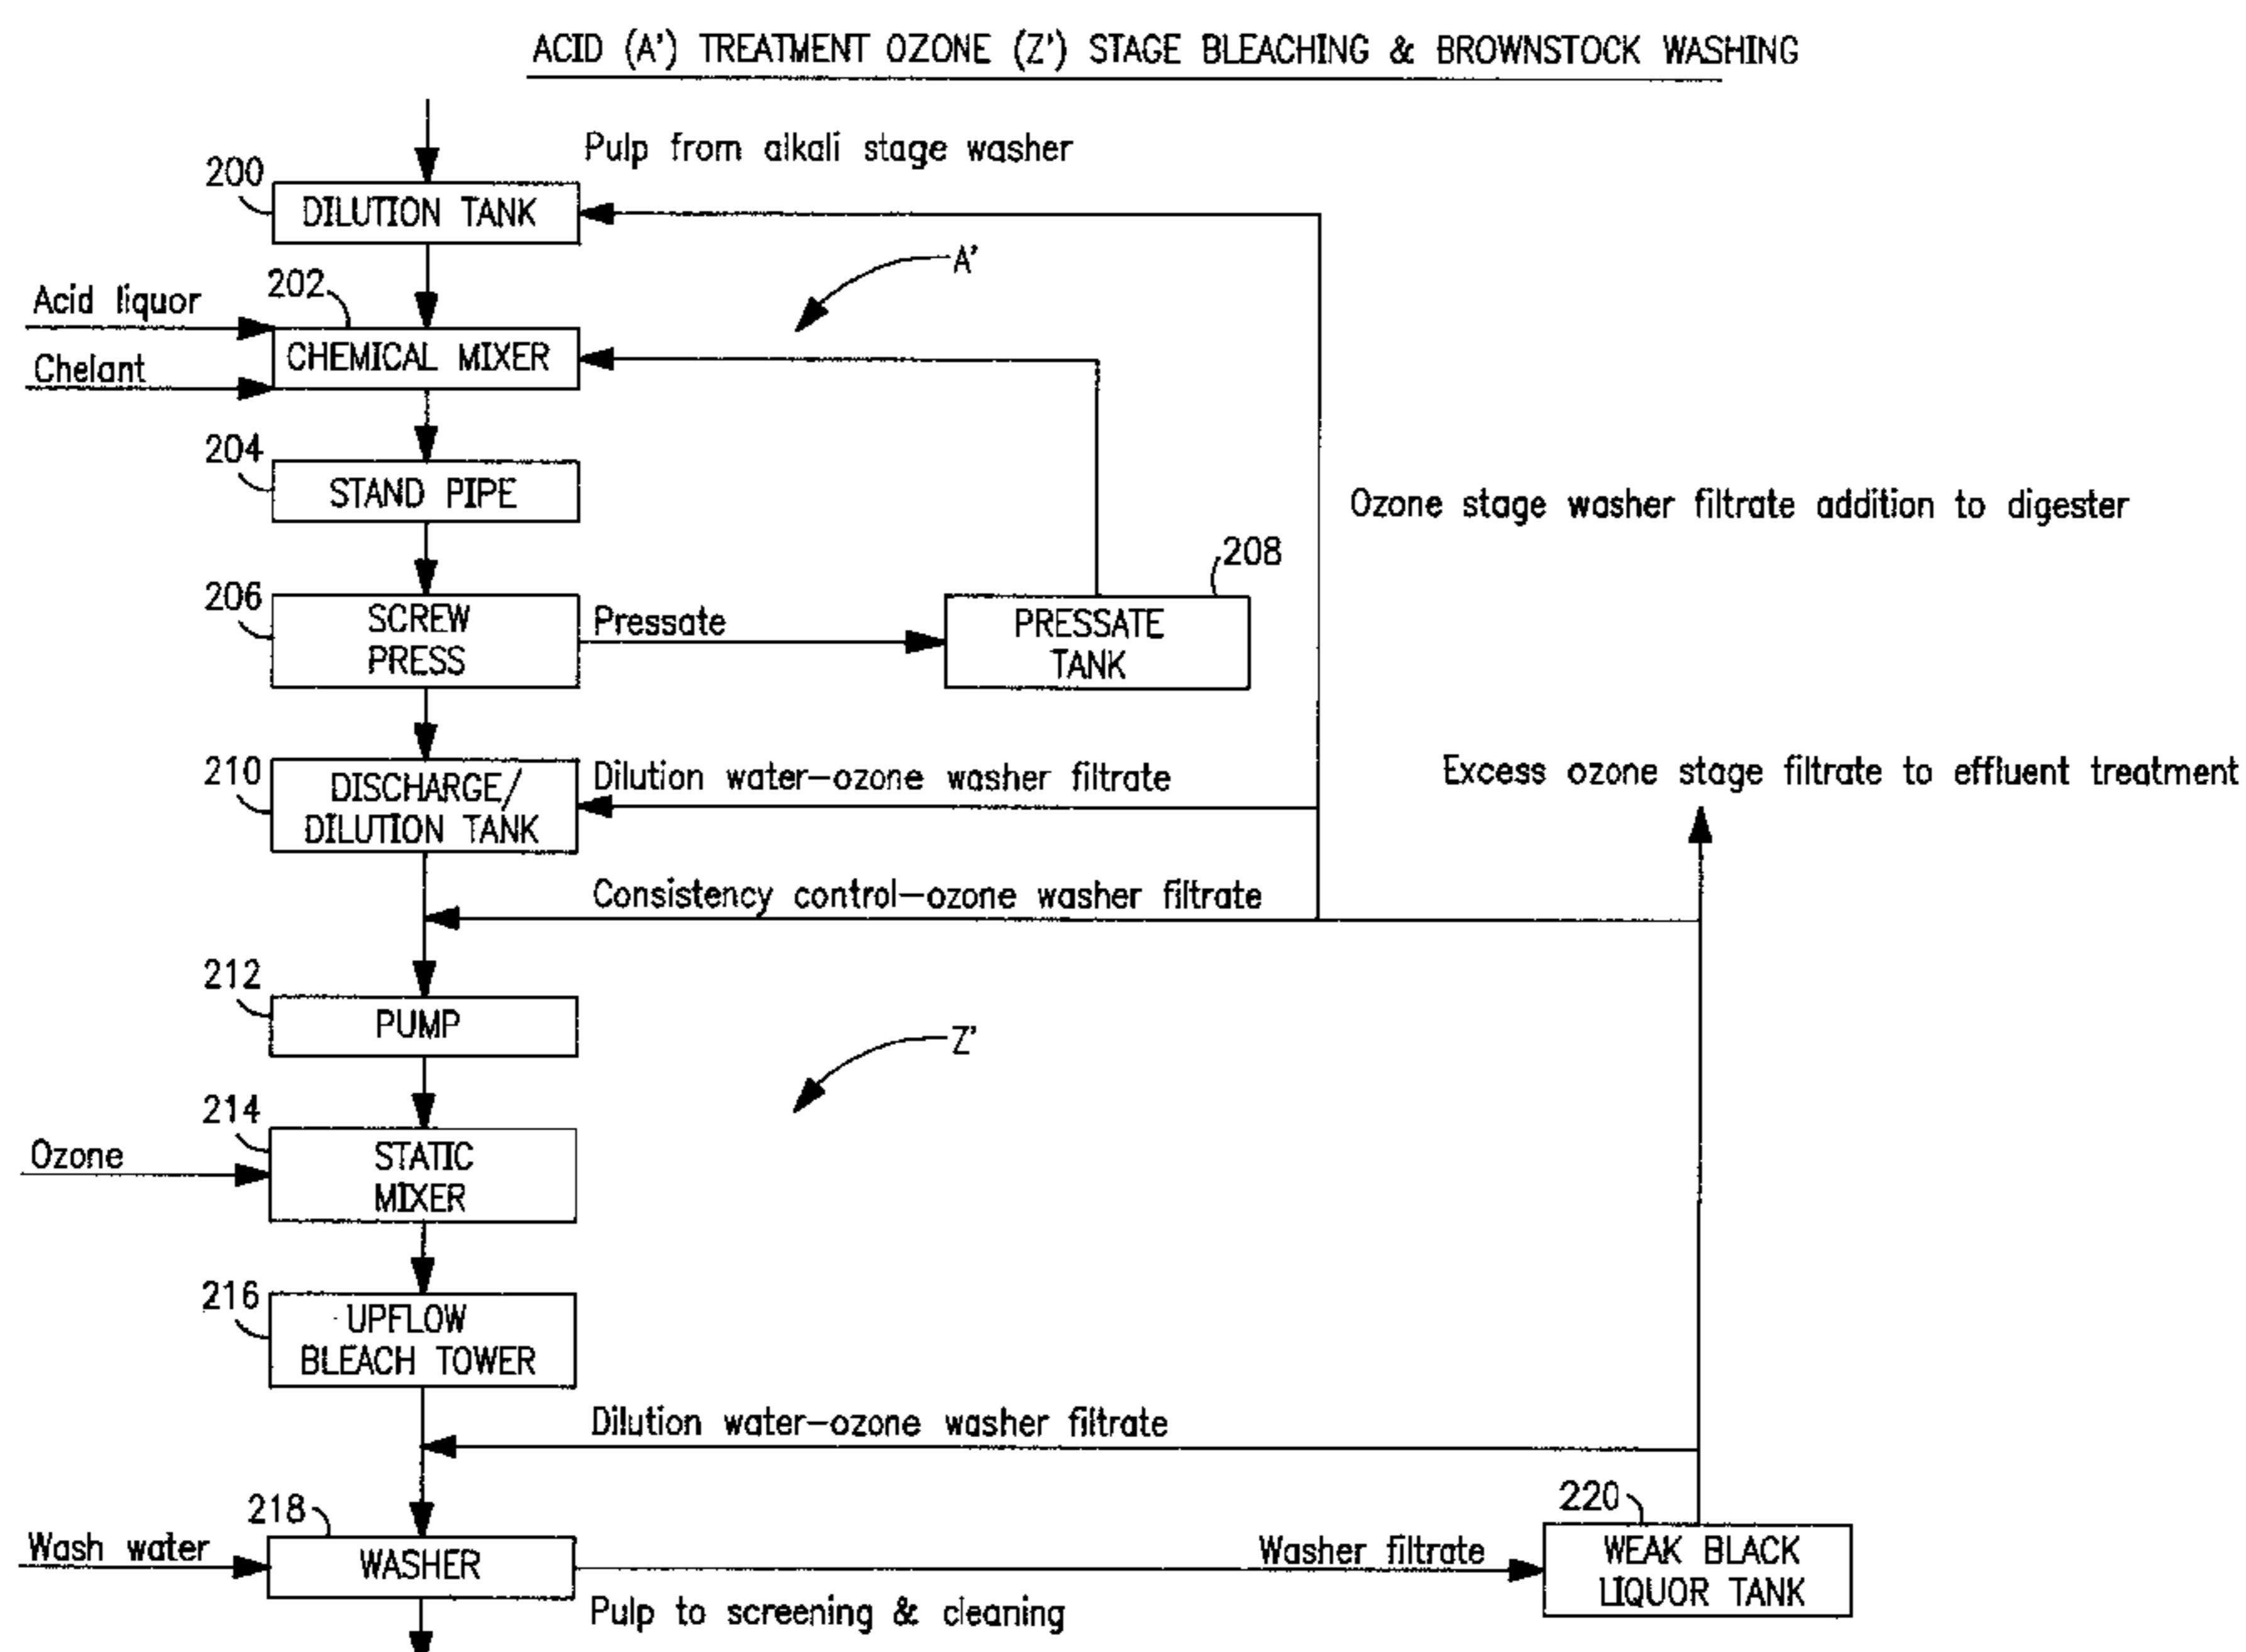 ACID (A') TREATMENT OZONE (Z') STAGE BLEACHING & BROWNSTOCK WASHING
Pulp from alkali stage washer
200
DILUTION TANK
A'
202
Acid liquor
Chelant
CHEMICAL MIXER
204
STAND PIPE
Ozone stage washer filtrate addition to digester
206
SCREW
PRESS
Pressate
208
PRESSATE
TANK
210
DISCHARGE/
DILUTION TANK
Dilution water-ozone washer filtrate
Excess ozone stage filtrate to effluent treatment
Consistency control-ozone washer filtrate
212
PUMP
Z'
214
Ozone
STATIC
MIXER
216
UPFLOW
BLEACH TOWER
Dilution water-ozone washer filtrate
218
Wash water
WASHER
Washer filtrate
220
WEAK BLACK
LIQUOR TANK
Pulp to screening & cleaning